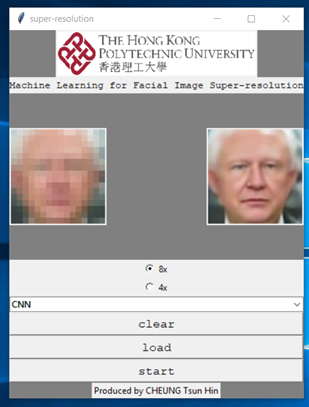 super-resolution
THE HONG KONG
POLYTECHNIC UNIVERSITY
香港理工大學
Machine Learning for Facial Image Super-resolution
8x
4x
CNN
clear
load
start
Produced by CHEUNG Tsun Hin